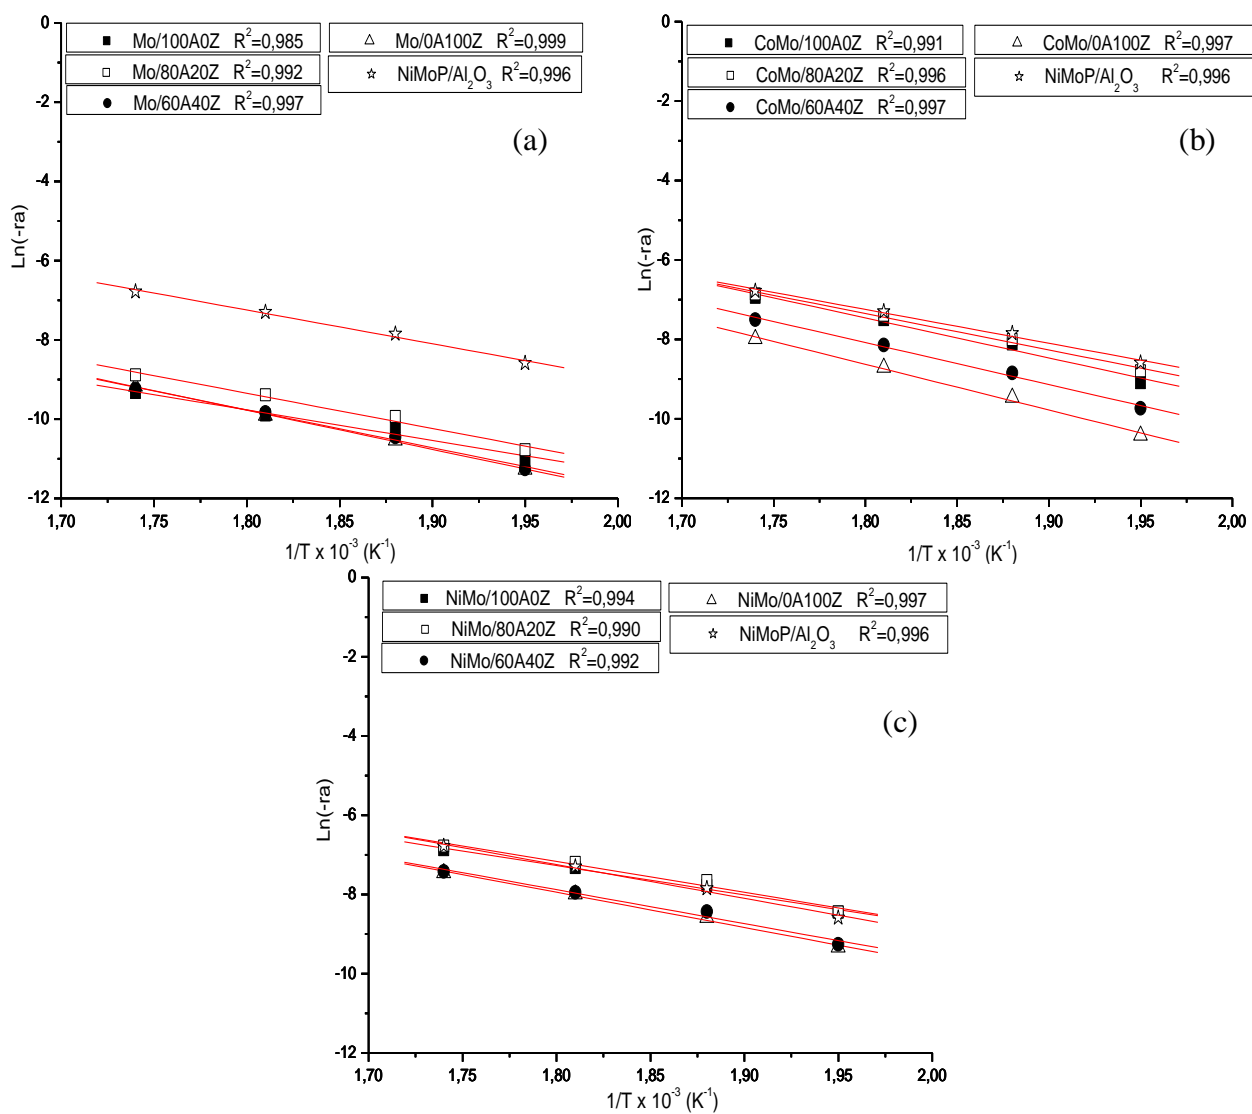 (a)
Mo/100A0Z R²=0,985
Mo/80A20Z R²=0,992
Mo/60A40Z R²=0,997
Mo/0A100Z R²=0,999
NiMoP/Al₂O₃ R²=0,996
Ln(-ra)
0
-2
-4
-6
-8
-10
-12
1,70 1,75 1,80 1,85 1,90 1,95 2,00
1/T x 10⁻³ (K⁻¹)
(b)
CoMo/100A0Z R²=0,991
CoMo/80A20Z R²=0,996
CoMo/60A40Z R²=0,997
CoMo/0A100Z R²=0,997
NiMoP/Al₂O₃ R²=0,996
Ln(-ra)
0
-2
-4
-6
-8
-10
-12
1,70 1,75 1,80 1,85 1,90 1,95 2,00
1/T x 10⁻³ (K⁻¹)
(c)
NiMo/100A0Z R²=0,994
NiMo/80A20Z R²=0,990
NiMo/60A40Z R²=0,992
NiMo/0A100Z R²=0,997
NiMoP/Al₂O₃ R²=0,996
Ln(-ra)
0
-2
-4
-6
-8
-10
-12
1,70 1,75 1,80 1,85 1,90 1,95 2,00
1/T x 10⁻³ (K⁻¹)